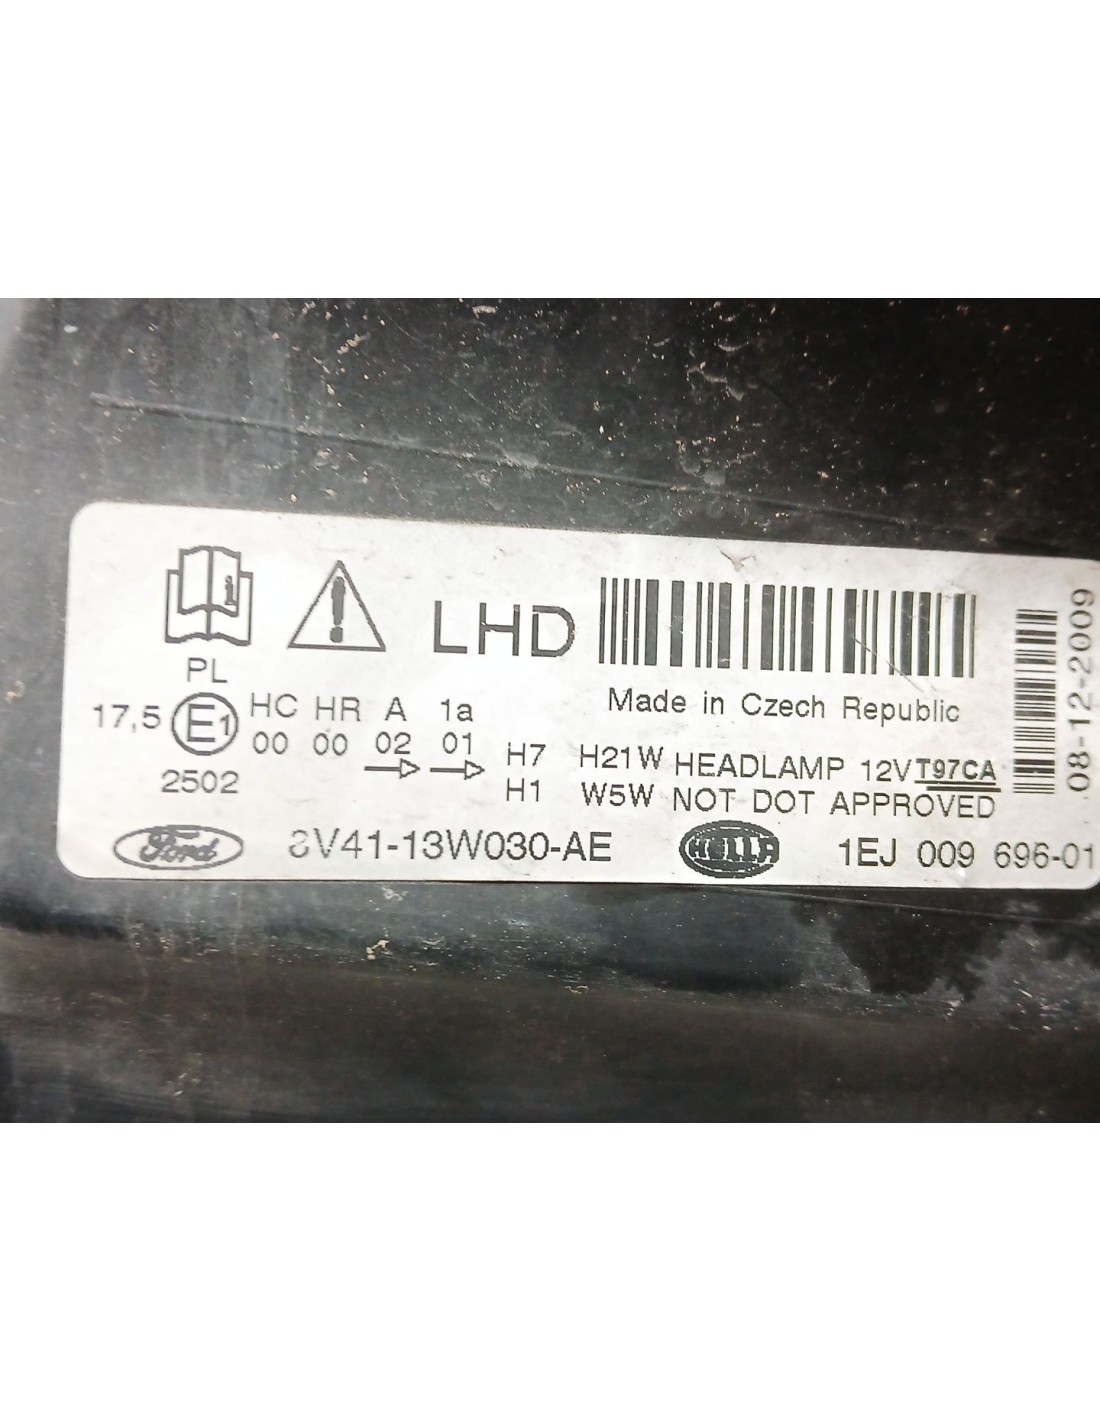 LHD
Made in Czech Republic
08-12-2009
PL
17,5 E1 HC HR A 1a
00 00 02 01
2502
H7 H21W HEADLAMP 12V T97CA
H1 W5W NOT DOT APPROVED
Ford 8V41-13W030-AE HELLA 1EJ 009 696-01